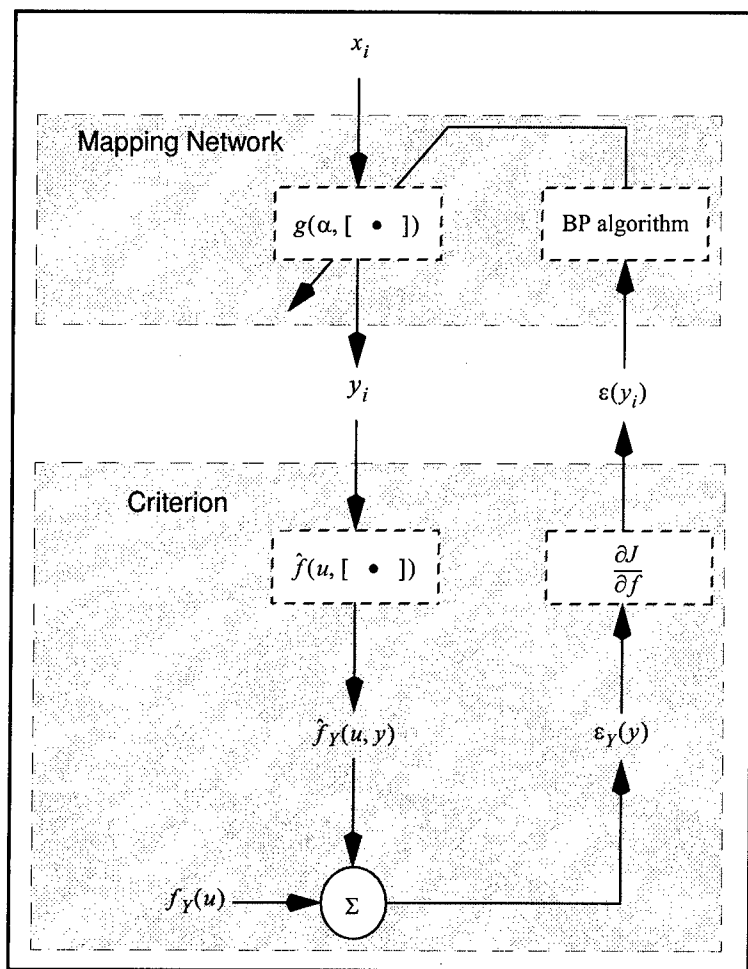 x_i
Mapping Network
g(α, [ • ])
BP algorithm
y_i
ε(y_i)
Criterion
f̂(u, [ • ])
∂J
∂f
f̂_Y(u, y)
ε_Y(y)
f_Y(u)
Σ